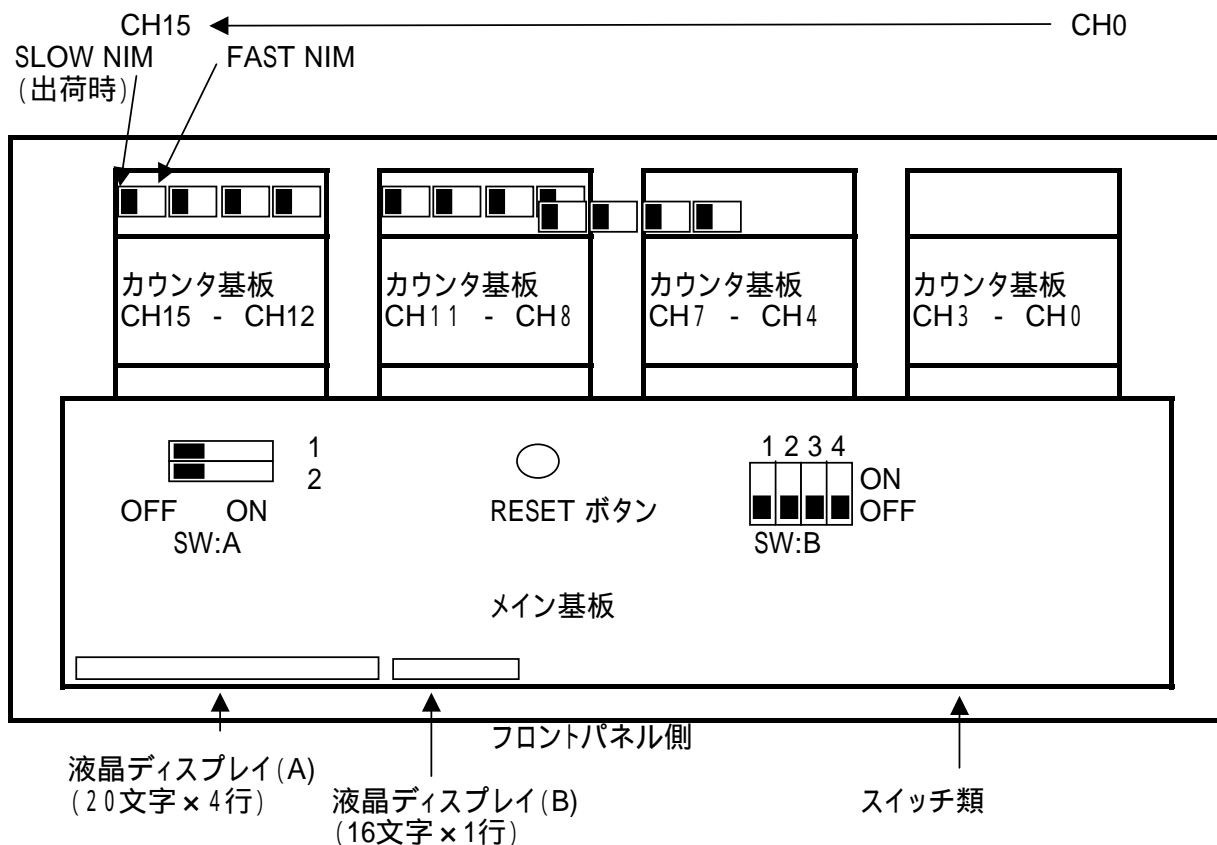 CH15 CH0
SLOW NIM FAST NIM
(出荷時)
カウンタ基板 カウンタ基板 カウンタ基板 カウンタ基板
CH15 - CH12 CH11 - CH8 CH7 - CH4 CH3 - CH0
1
2
OFF ON
SW:A
RESET ボタン
1 2 3 4
ON
OFF
SW:B
メイン基板
フロントパネル側
液晶ディスプレイ(A)
(20文字×4行)
液晶ディスプレイ(B)
(16文字×1行)
スイッチ類